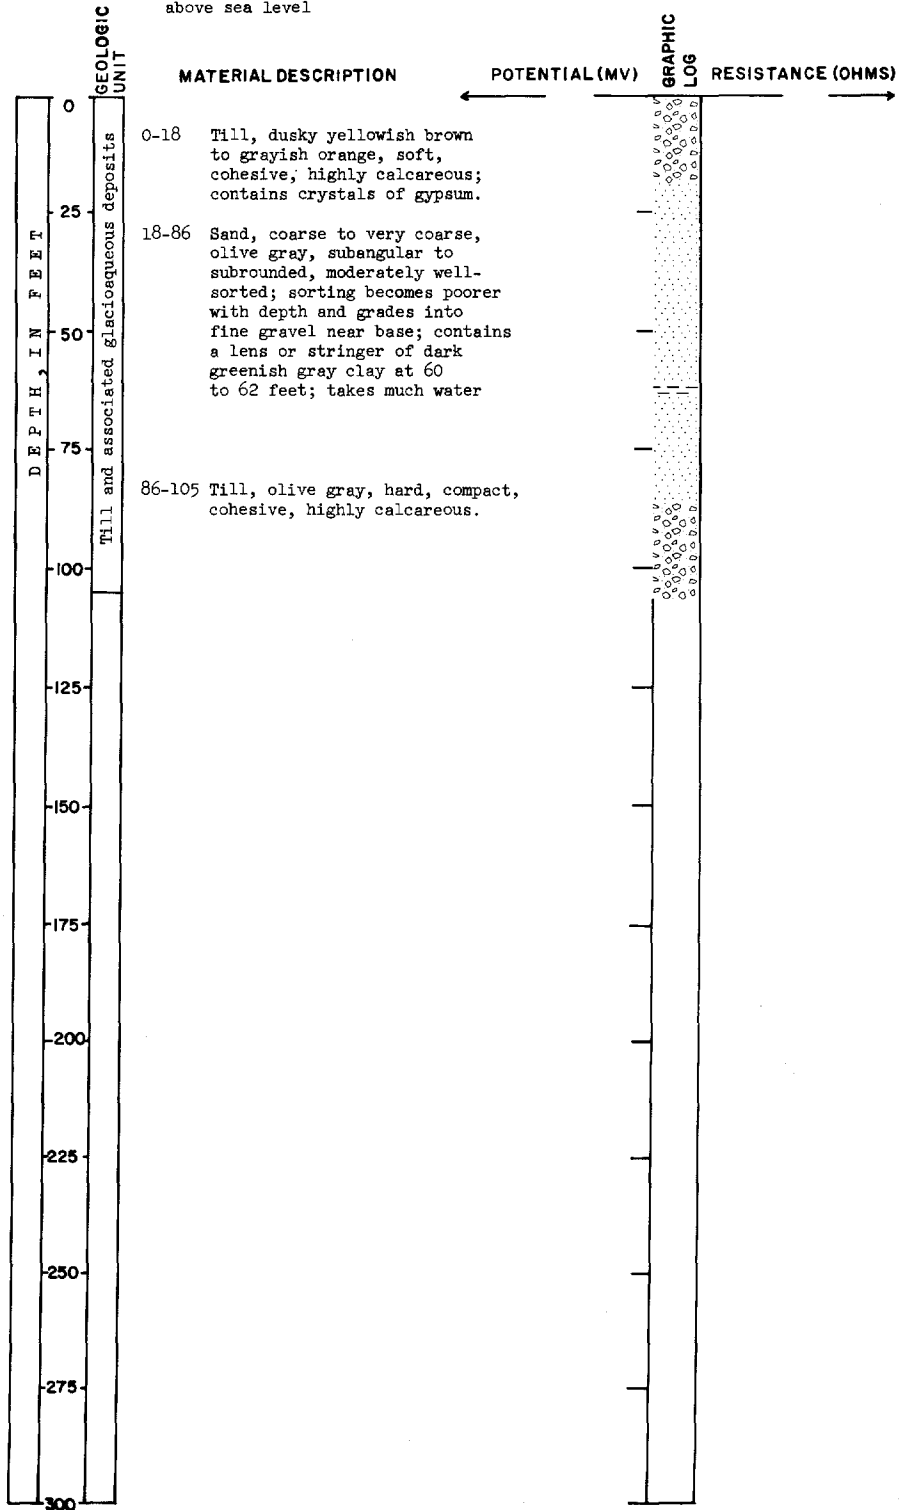 above sea level
GEOLOGIC
UNIT
MATERIAL DESCRIPTION
POTENTIAL (MV)
GRAPHIC
LOG
RESISTANCE (OHMS)
DEPTH, IN FEET
0
25
50
75
100
125
150
175
200
225
250
275
300
Till and associated glacioaqueous deposits
0-18 Till, dusky yellowish brown
to grayish orange, soft,
cohesive, highly calcareous;
contains crystals of gypsum.
18-86 Sand, coarse to very coarse,
olive gray, subangular to
subrounded, moderately well-
sorted; sorting becomes poorer
with depth and grades into
fine gravel near base; contains
a lens or stringer of dark
greenish gray clay at 60
to 62 feet; takes much water
86-105 Till, olive gray, hard, compact,
cohesive, highly calcareous.